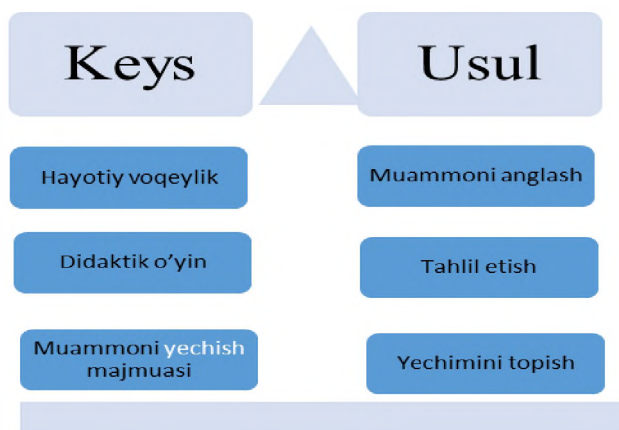 Keys
Usul
Hayotiy voqeylik
Muammoni anglash
Didaktik o’yin
Tahlil etish
Muammoni yechish
majmuasi
Yechimini topish